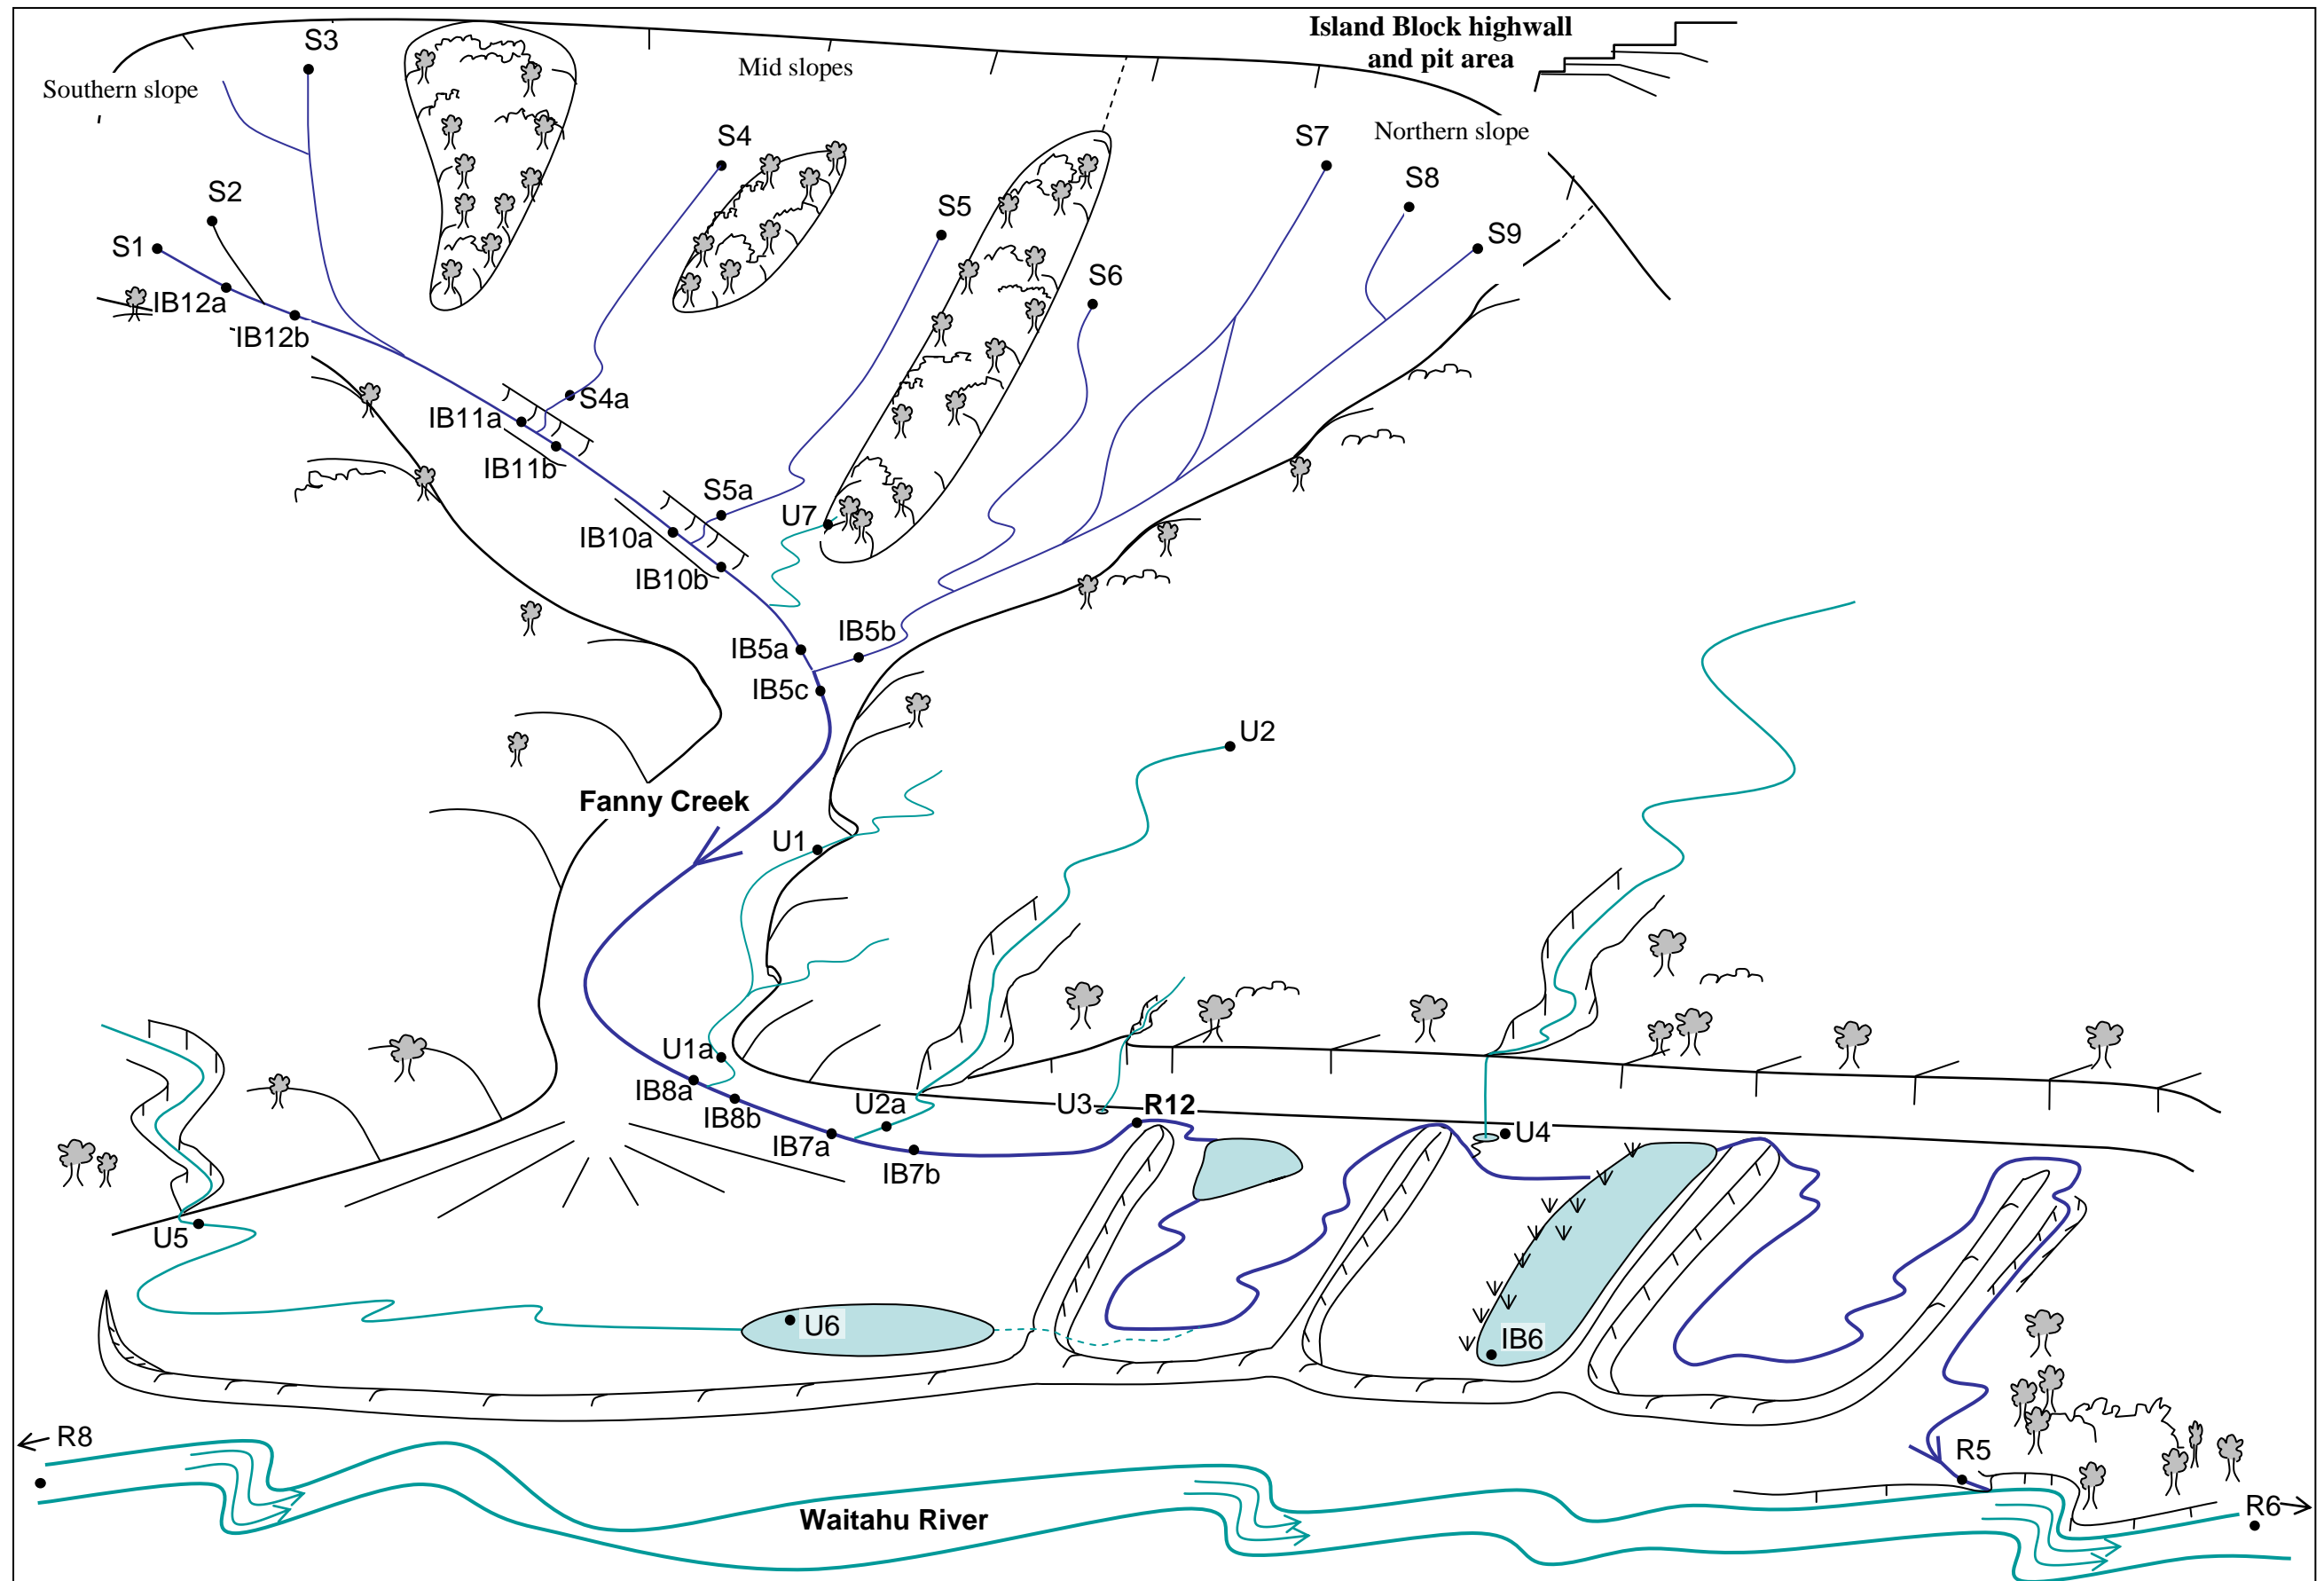 Island Block highwall
and pit area
S3
Mid slopes
Southern slope
S4
S7
Northern slope
S8
S2
S5
S9
S1
S6
IB12a
IB12b
S4a
IB11a
IB11b
S5a
U7
IB10a
IB10b
IB5b
IB5a
IB5c
U2
Fanny Creek
U1
U1a
IB8a
IB8b
U2a
U3
R12
U4
IB7a
IB7b
U5
U6
IB6
R8
R5
R6
Waitahu River